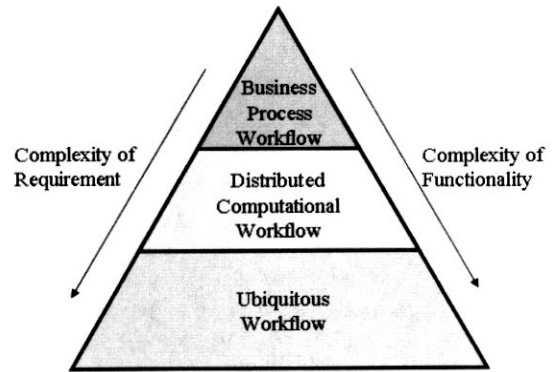 Business
Process
Workflow
Complexity of
Requirement
Complexity of
Functionality
Distributed
Computational
Workflow
Ubiquitous
Workflow